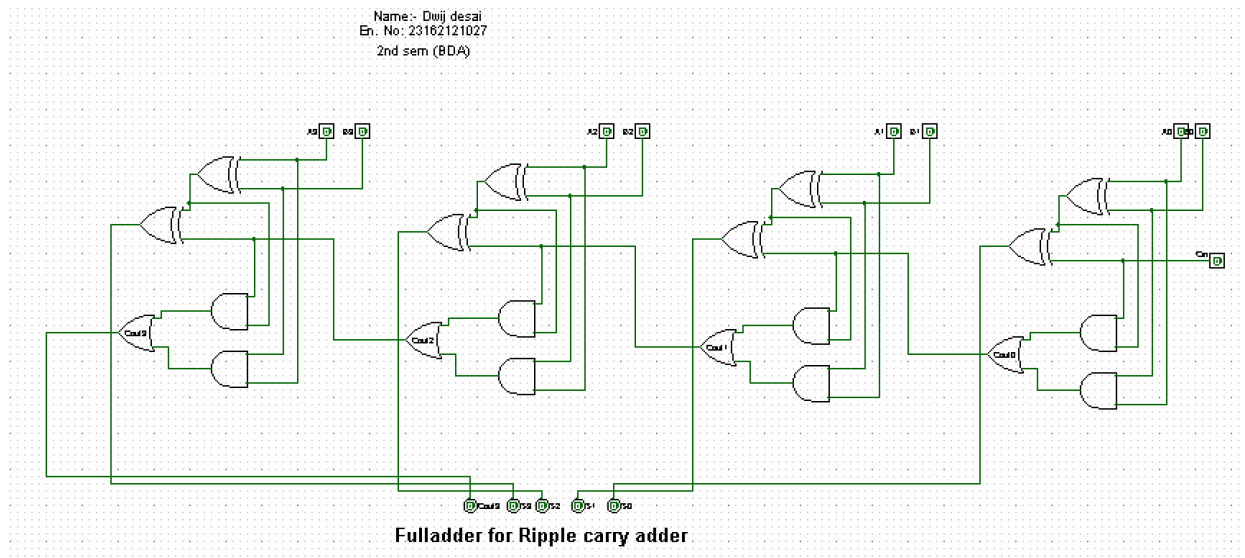 Name:- Dwij desai
En. No: 23162121027
2nd sem (BDA)
A3 B3 A2 B2 A1 B1 A0 B0
Cin
Cout3 Cout2 Cout1 Cout0
Cout3 S3 S2 S1 S0
Fulladder for Ripple carry adder